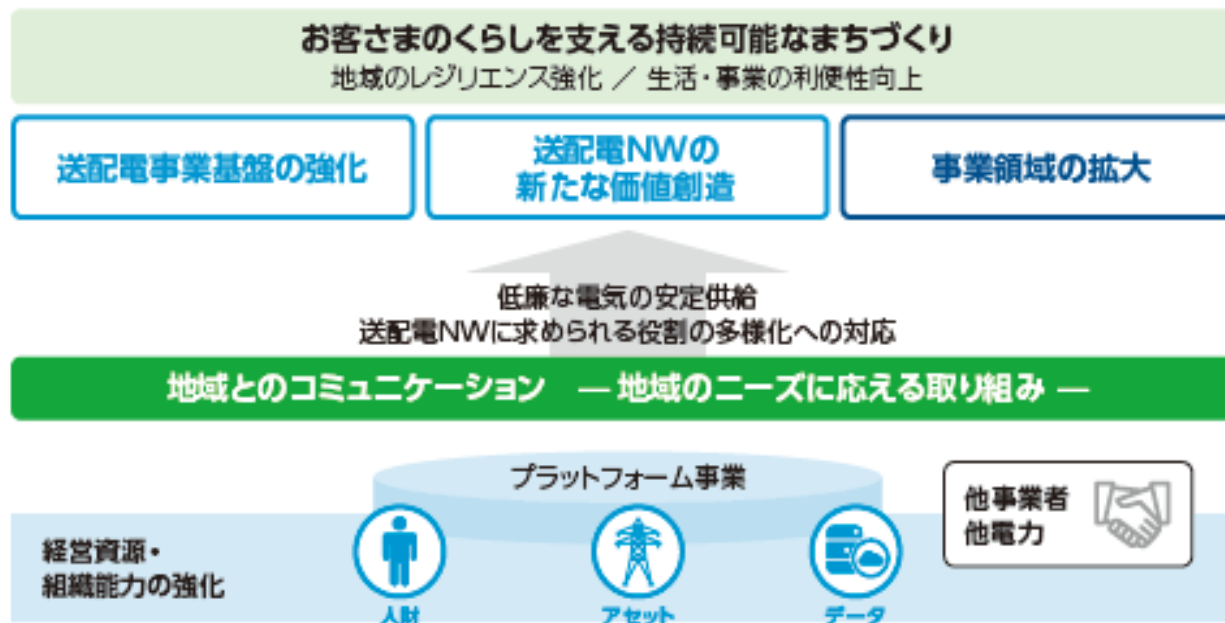 お客さまのくらしを支える持続可能なまちづくり
地域のレジリエンス強化 ／ 生活・事業の利便性向上
送配電事業基盤の強化
送配電NWの
新たな価値創造
事業領域の拡大
低廉な電気の安定供給
送配電NWに求められる役割の多様化への対応
地域とのコミュニケーション ― 地域のニーズに応える取り組み ―
プラットフォーム事業
他事業者
他電力
経営資源・
組織能力の強化
人財
アセット
データ